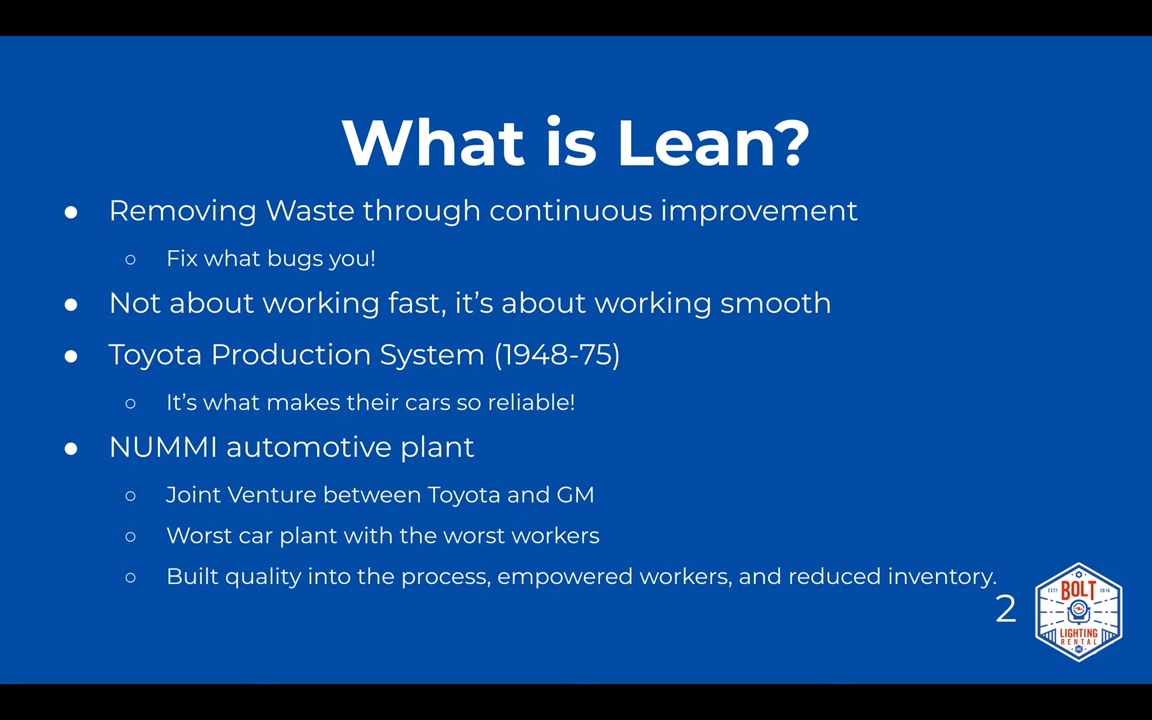 What is Lean?
● Removing Waste through continuous improvement
○ Fix what bugs you!
● Not about working fast, it's about working smooth
● Toyota Production System (1948-75)
○ It's what makes their cars so reliable!
● NUMMI automotive plant
○ Joint Venture between Toyota and GM
○ Worst car plant with the worst workers
○ Built quality into the process, empowered workers, and reduced inventory.
2
BOLT
LIGHTING
RENTAL